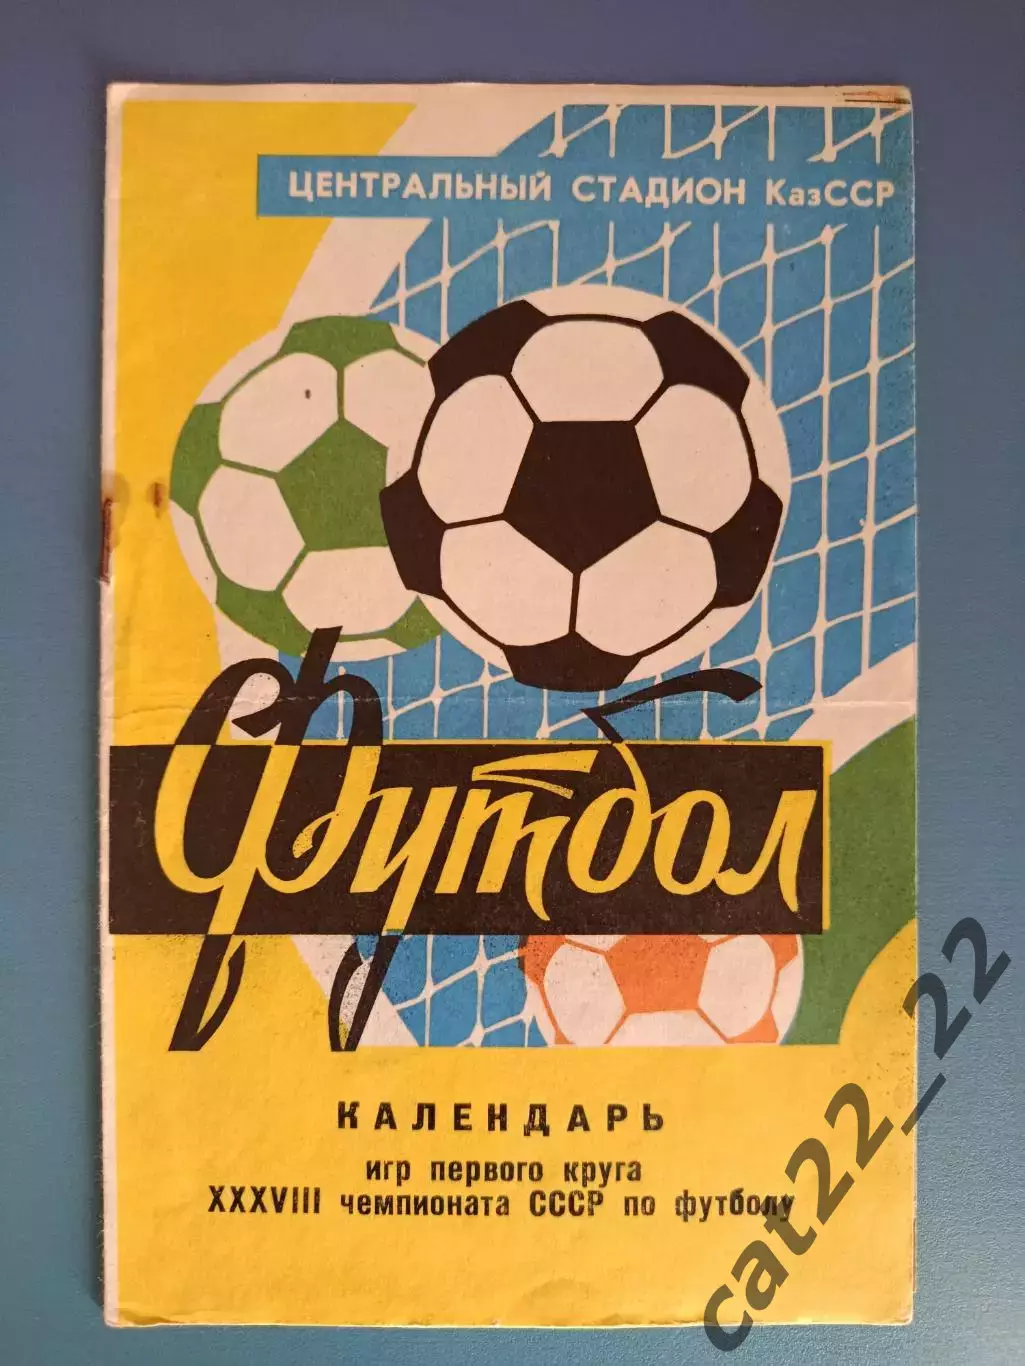 ЦЕНТРАЛЬНЫЙ СТАДИОН КазССР
Футбол
КАЛЕНДАРЬ
игр первого круга
XXXVIII чемпионата СССР по футболу
cat22_22